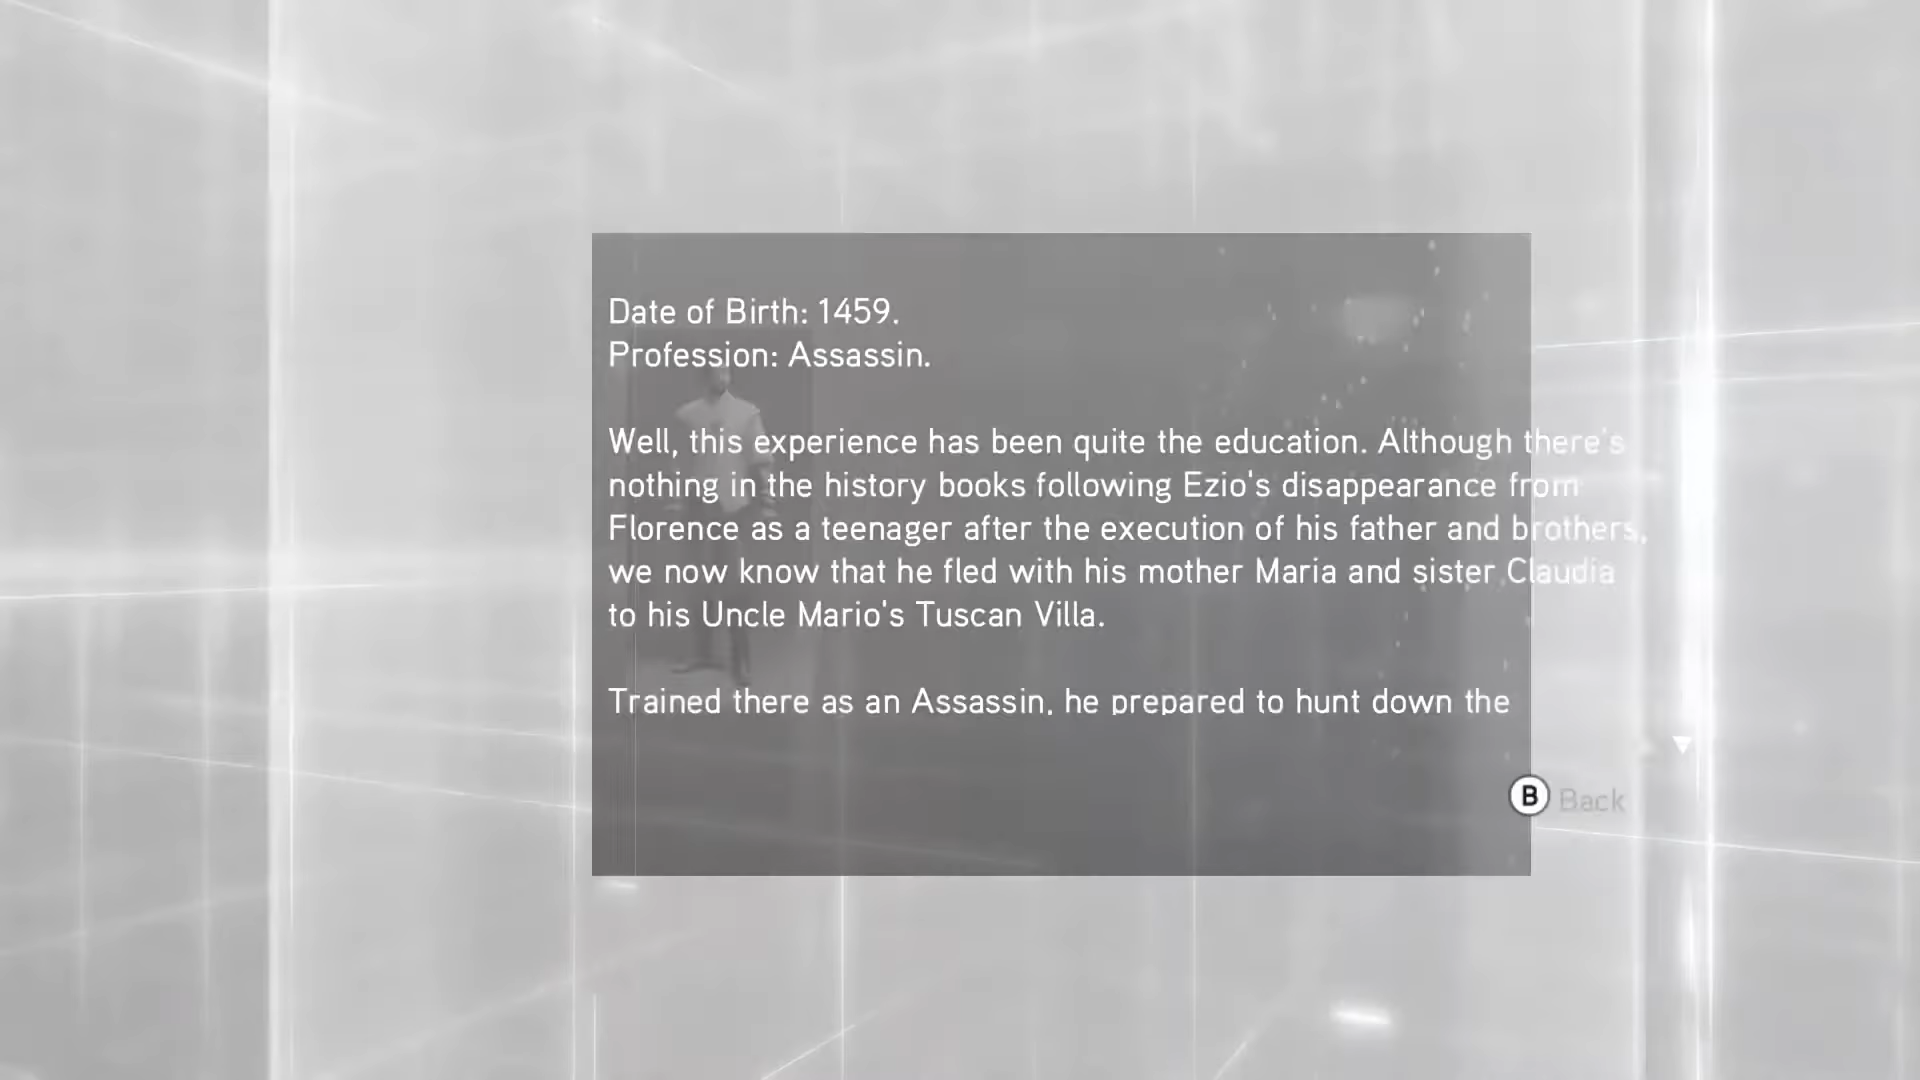 Date of Birth: 1459.
Profession: Assassin.
Well, this experience has been quite the education. Although there's
nothing in the history books following Ezio's disappearance from
Florence as a teenager after the execution of his father and brothers,
we now know that he fled with his mother Maria and sister Claudia
to his Uncle Mario's Tuscan Villa.
Trained there as an Assassin, he prepared to hunt down the
B Back